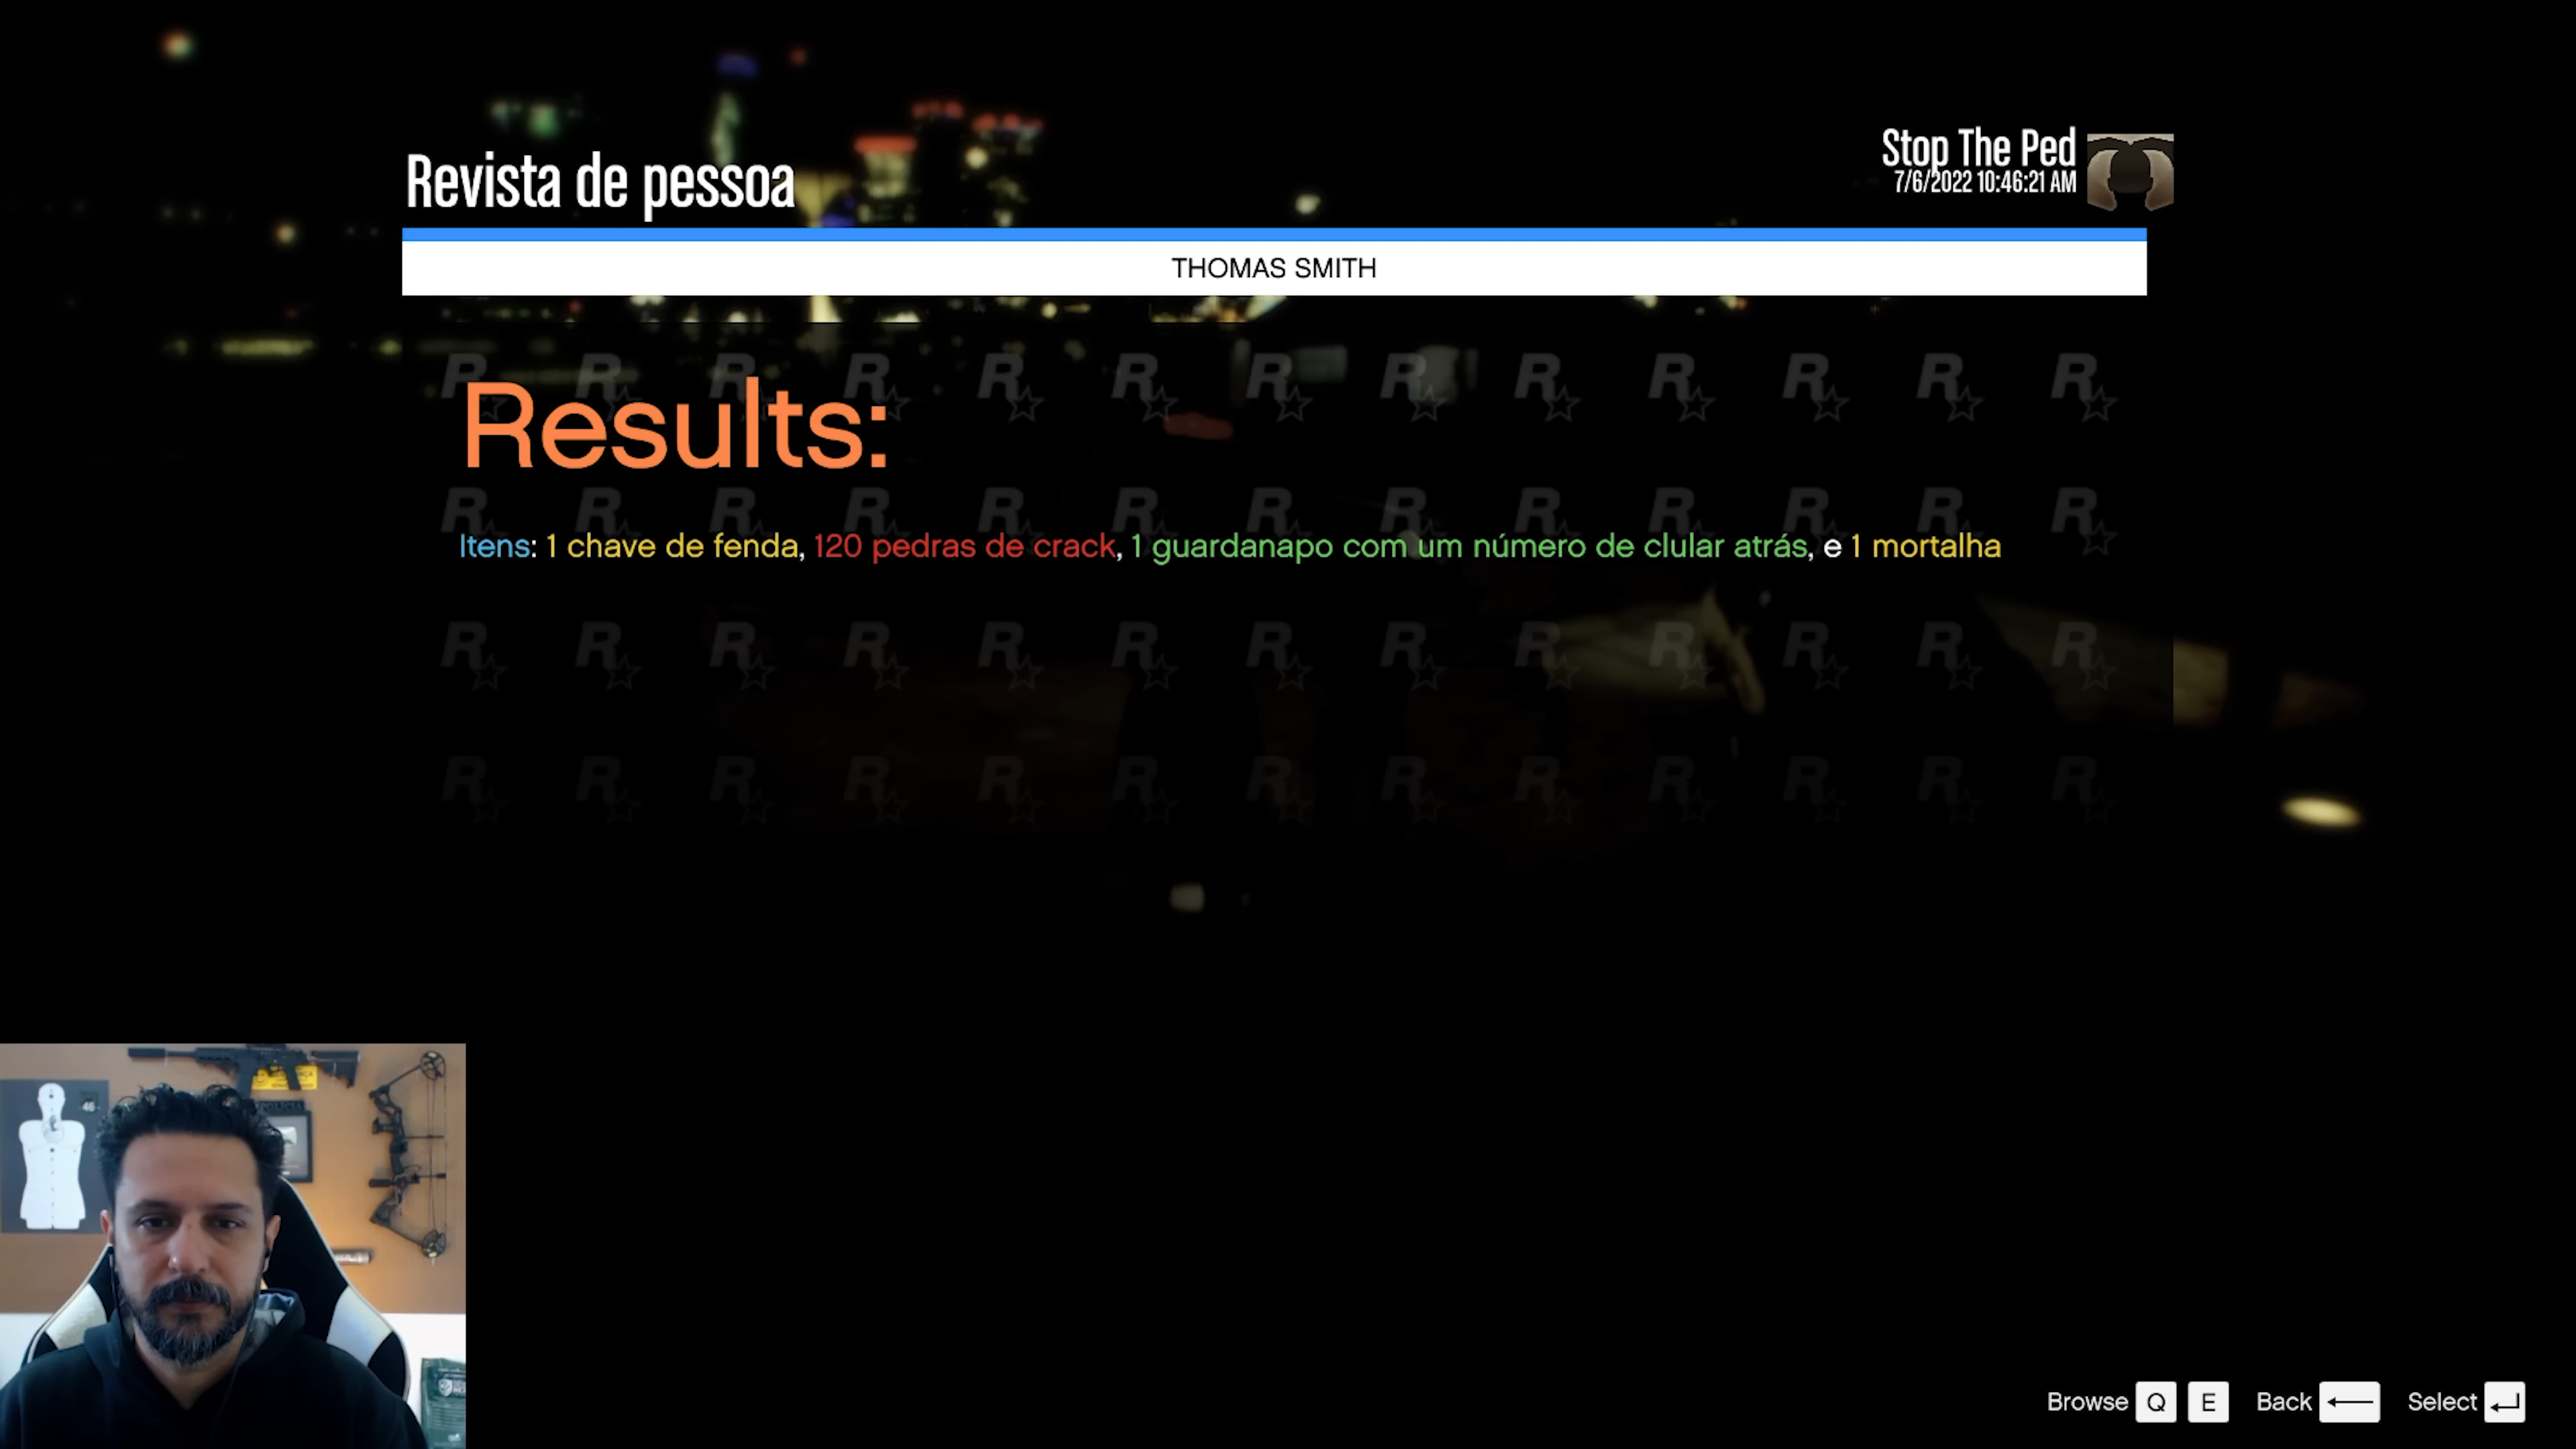 Revista de pessoa
Stop The Ped
7/6/2022 10:46:21 AM
THOMAS SMITH
Results:
Itens: 1 chave de fenda, 120 pedras de crack, 1 guardanapo com um número de clular atrás, e 1 mortalha
POLÍCIA
46
Browse Q E Back Select